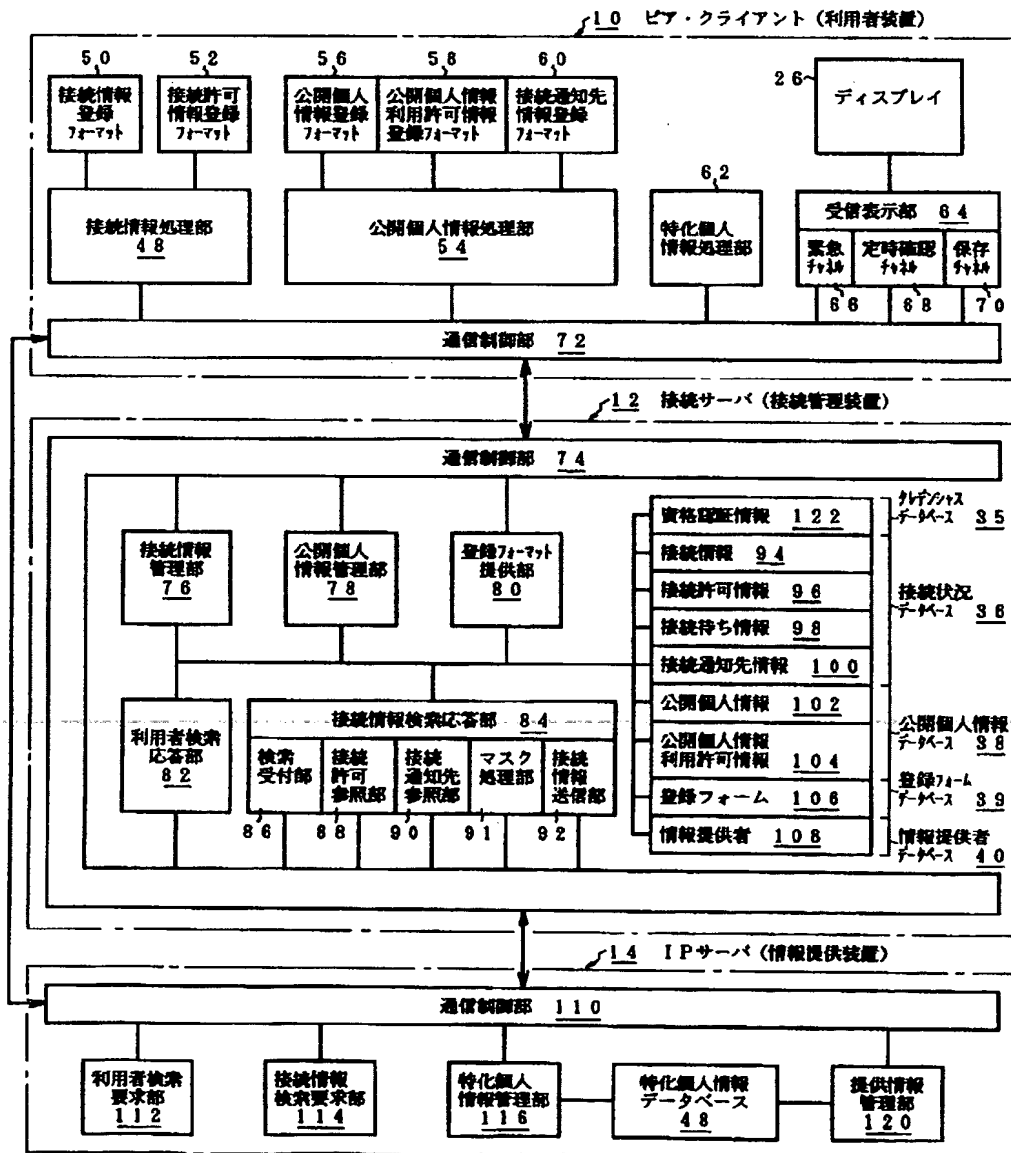 10 ピア・クライアント(利用者装置)
50
52
56
58
60
26
接続情報
登録
フォーマット
接続許可
情報登録
フォーマット
公開個人
情報登録
フォーマット
公開個人情報
利用許可情報
登録フォーマット
接続通知先
情報登録
フォーマット
ディスプレイ
接続情報処理部
48
公開個人情報処理部
54
62
特化個人
情報処理部
受信表示部 64
緊急
チャネル
定時確認
チャネル
保存
チャネル
66
68
70
通信制御部 72
12 接続サーバ(接続管理装置)
通信制御部 74
接続情報
管理部
76
公開個人
情報管理部
78
登録フォーマット
提供部
80
資格認証情報 122
接続情報 94
接続許可情報 96
接続待ち情報 98
接続通知先情報 100
公開個人情報 102
公開個人情報
利用許可情報 104
登録フォーム 106
情報提供者 108
クレデンシャス
データベース 35
接続状況
データベース 36
公開個人情報
データベース 38
登録フォーム
データベース 39
情報提供者
データベース 40
利用者検索
応答部
82
接続情報検索応答部 84
検索
受付部
接続
許可
参照部
接続
通知先
参照部
マスク
処理部
接続
情報
送信部
86
88
90
91
92
14 IPサーバ(情報提供装置)
通信制御部 110
利用者検索
要求部
112
接続情報
検索要求部
114
特化個人
情報管理部
116
特化個人情報
データベース
48
提供情報
管理部
120